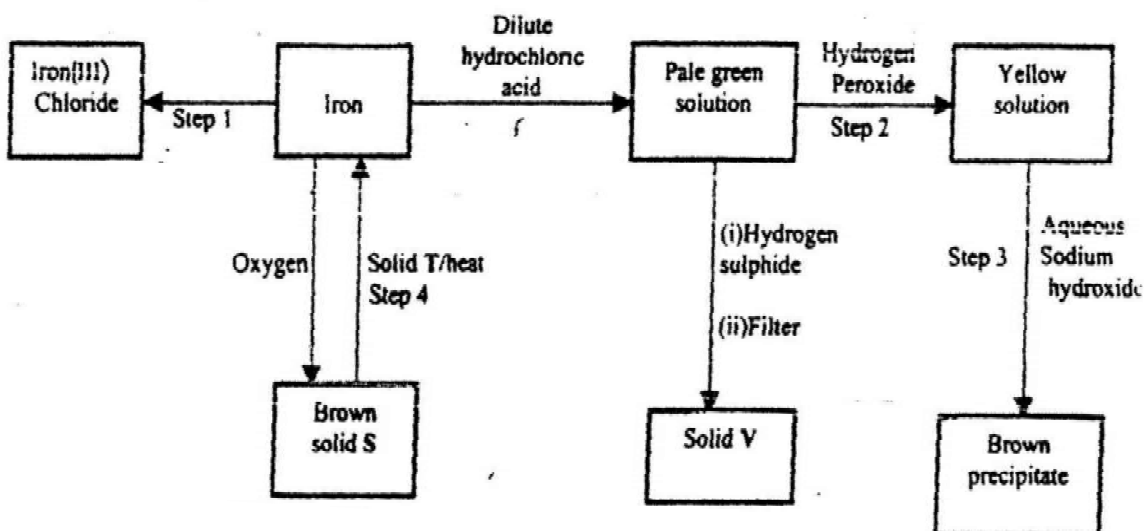 Iron(III)
Chloride
Step 1
Iron
Dilute
hydrochloric
acid
Pale green
solution
Hydrogen
Peroxide
Step 2
Yellow
solution
Oxygen
Solid T/heat
Step 4
(i)Hydrogen
sulphide
(ii)Filter
Step 3
Aqueous
Sodium
hydroxide
Brown
solid S
Solid V
Brown
precipitate